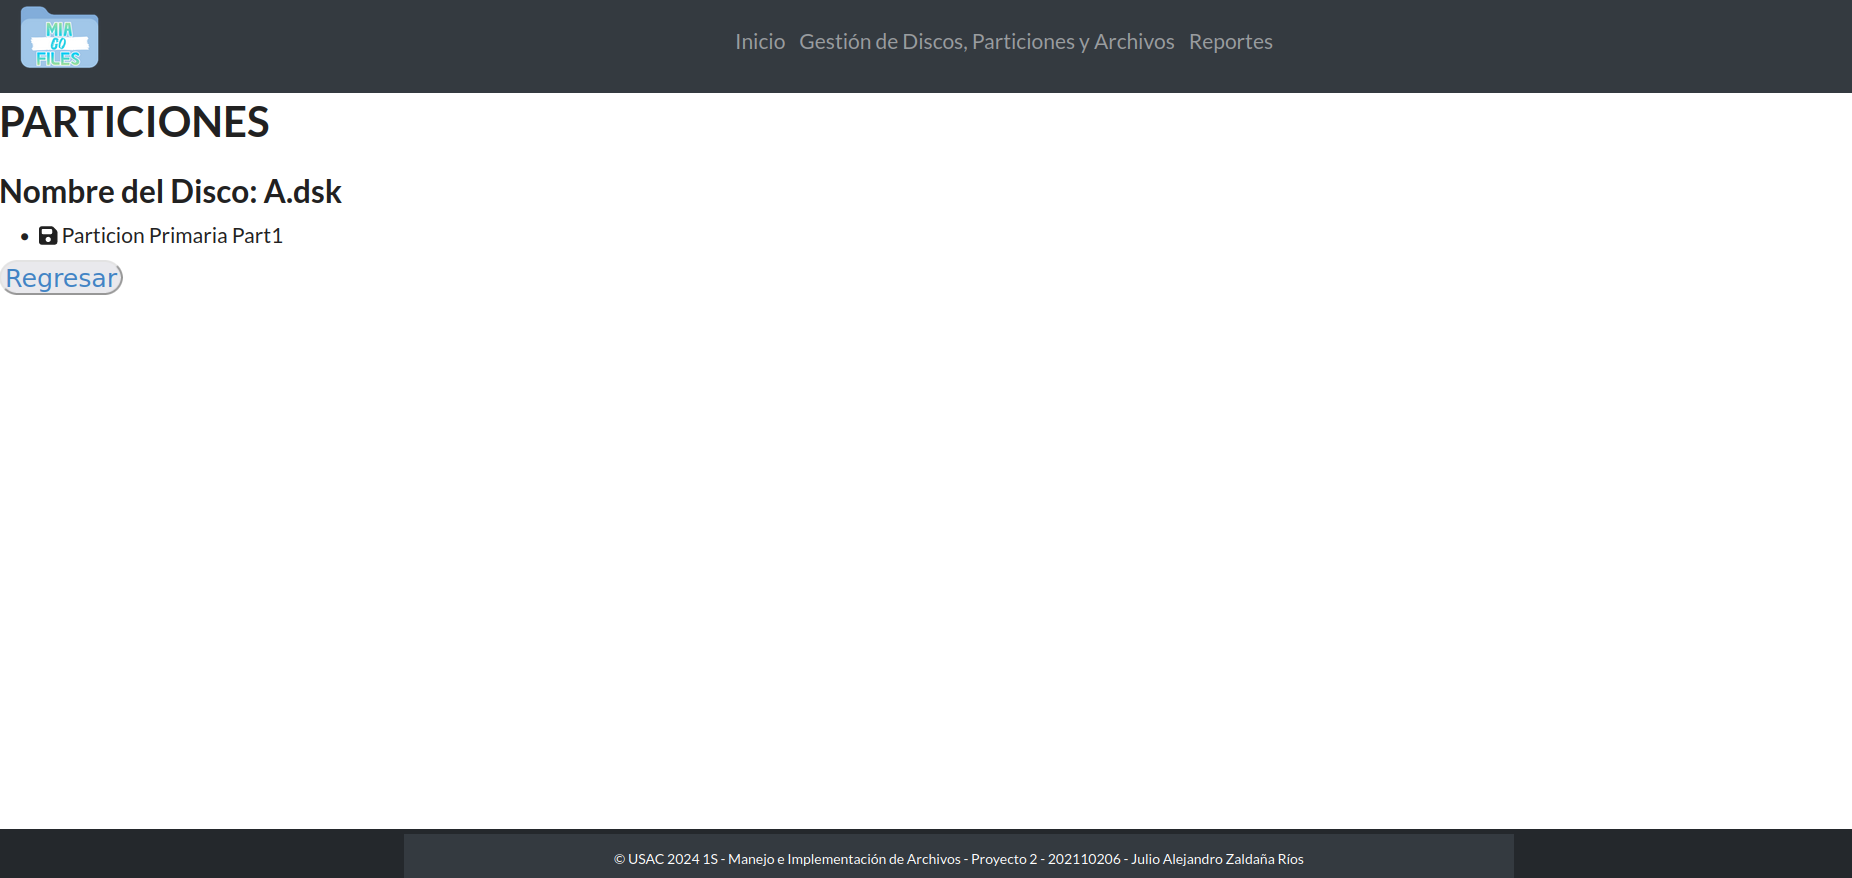 MIA
GO
FILES
Inicio Gestión de Discos, Particiones y Archivos Reportes
PARTICIONES
Nombre del Disco: A.dsk
• Particion Primaria Part1
Regresar
© USAC 2024 1S - Manejo e Implementación de Archivos - Proyecto 2 - 202110206 - Julio Alejandro Zaldaña Ríos